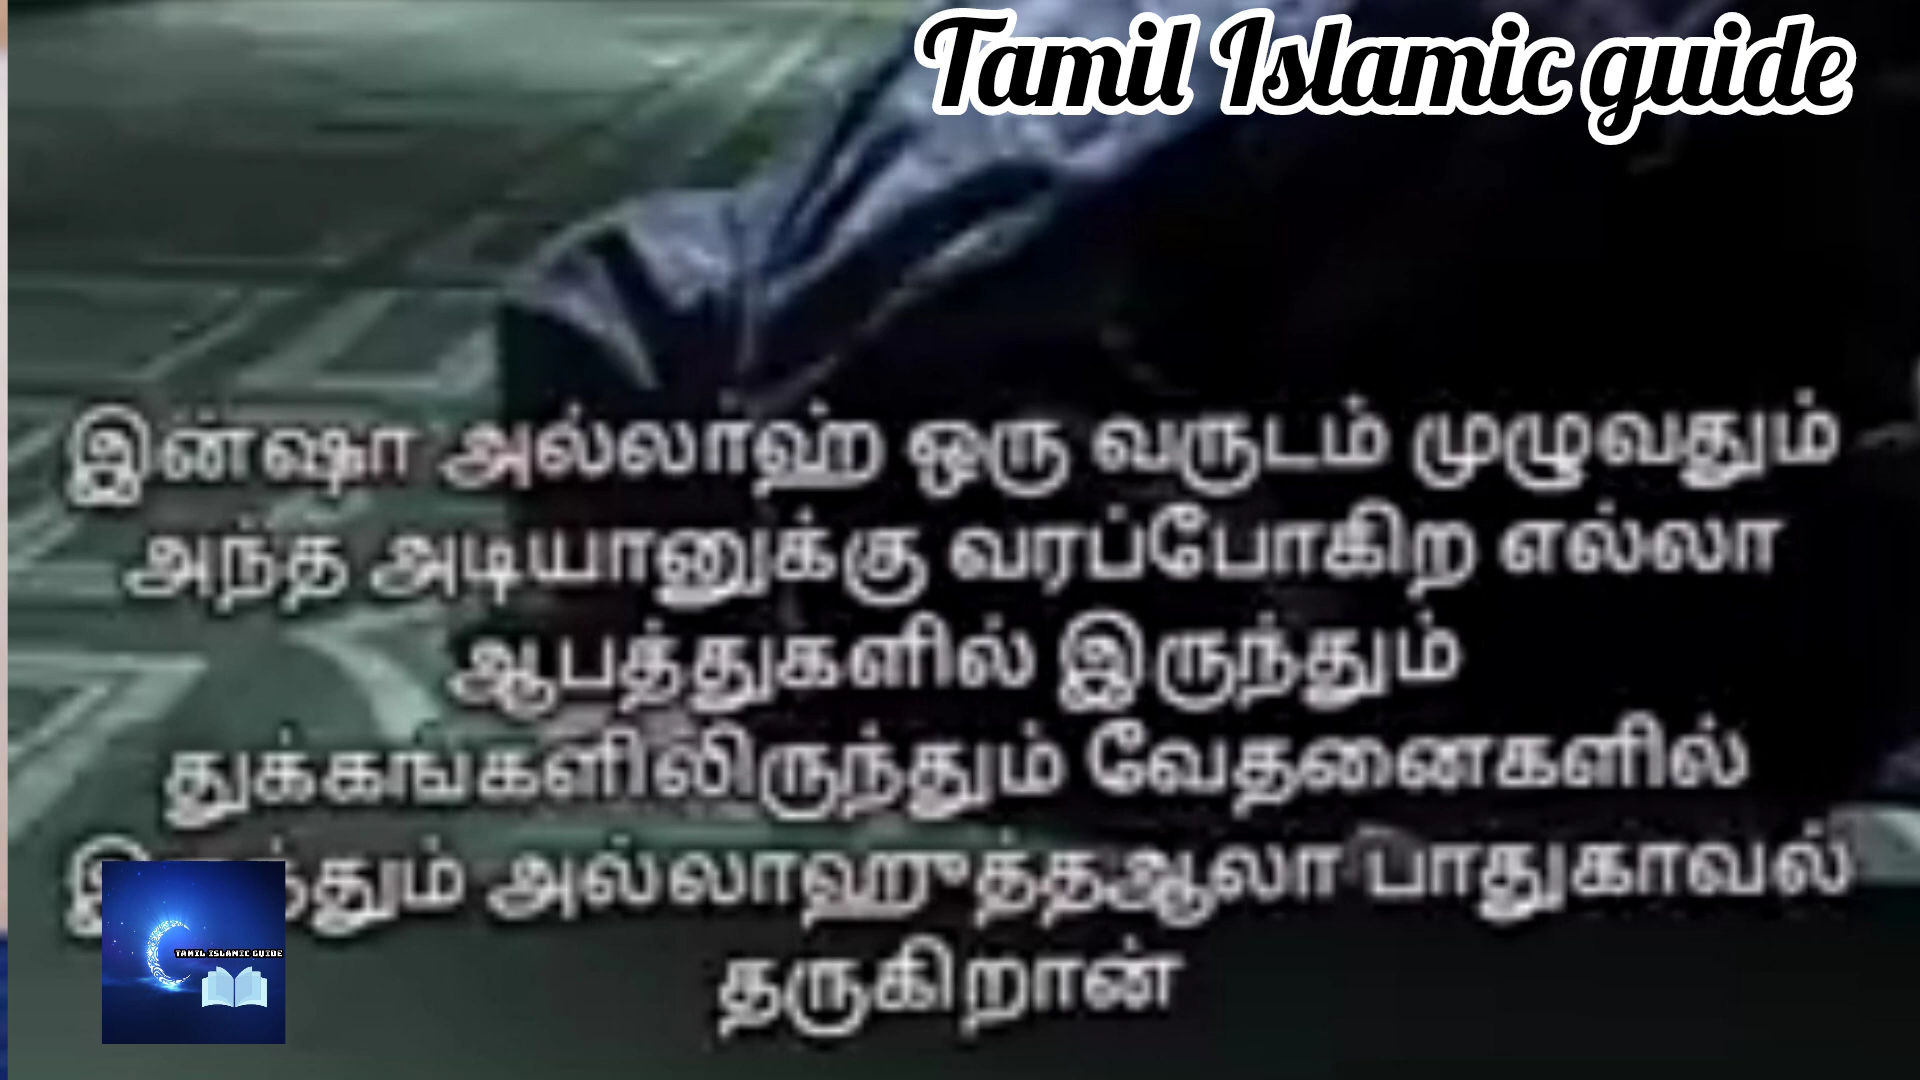 Tamil Islamic guide
இன்ஷா அல்லாஹ் ஒரு வருடம் முழுவதும்
அந்த அடியானுக்கு வரப்போகிற எல்லா
ஆபத்துகளில் இருந்தும்
துக்கங்களிலிருந்தும் வேதனைகளில்
அல்லாஹுத்தஆலா பாதுகாவல்
தருகிறான்
TAMIL ISLAMIC GUIDE